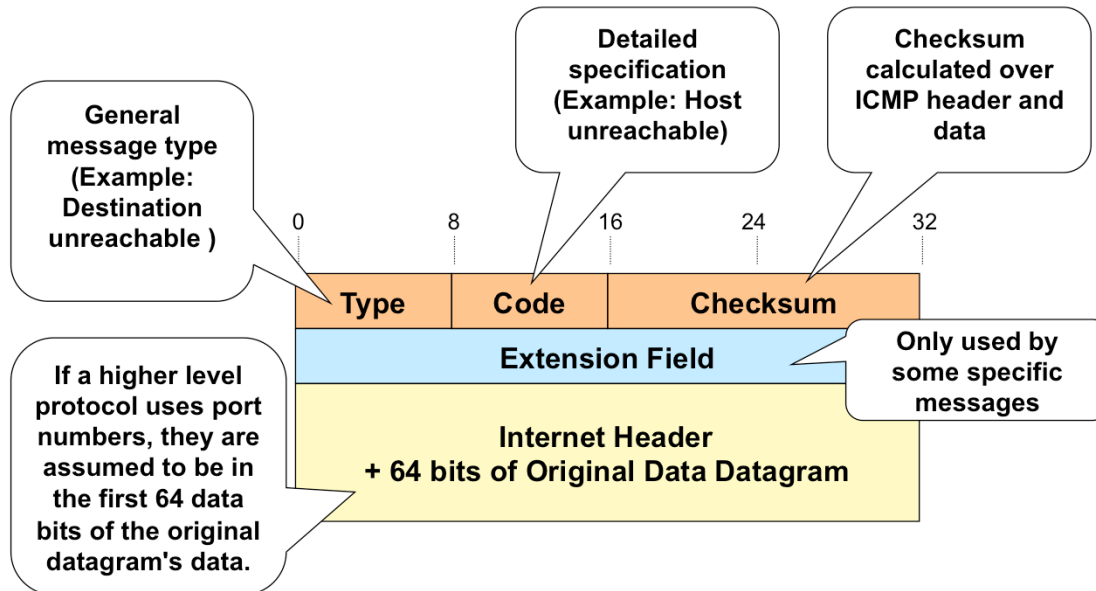 Detailed
specification
(Example: Host
unreachable)
Checksum
calculated over
ICMP header and
data
General
message type
(Example:
Destination
unreachable )
0 8 16 24 32
Type Code Checksum
Extension Field
Only used by
some specific
messages
If a higher level
protocol uses port
numbers, they are
assumed to be in
the first 64 data
bits of the original
datagram's data.
Internet Header
+ 64 bits of Original Data Datagram